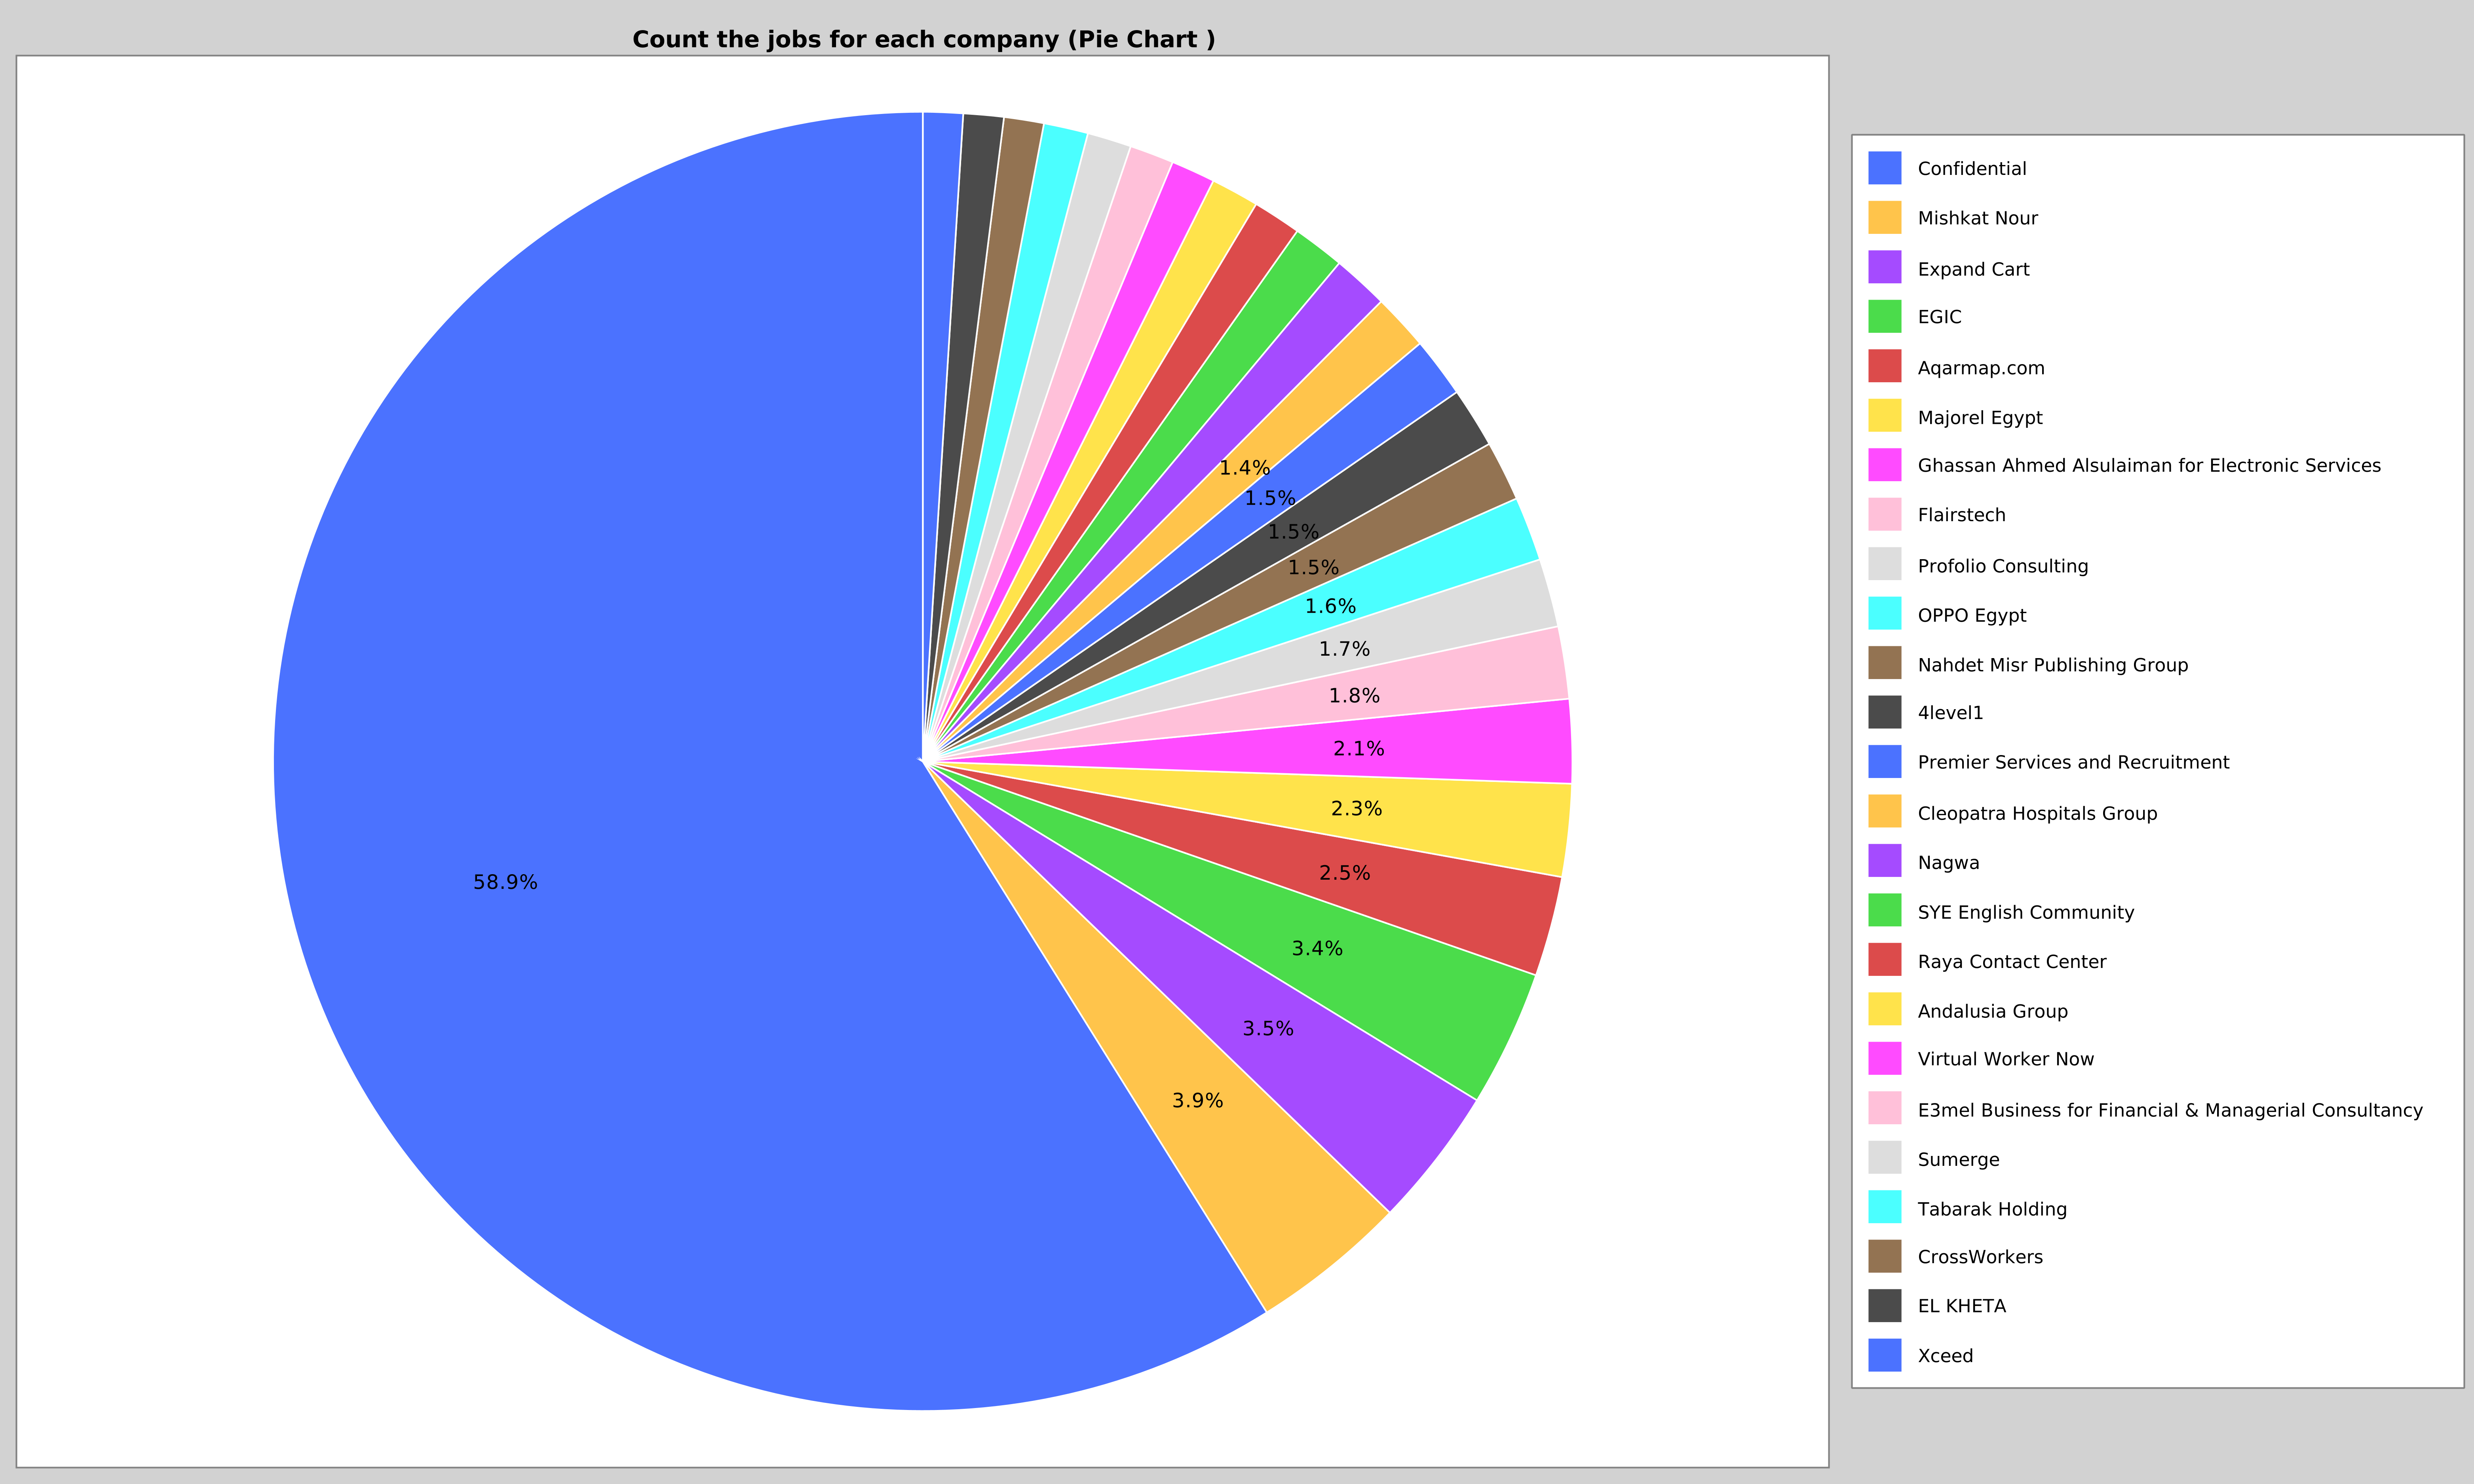 Count the jobs for each company (Pie Chart )
1.4%
1.5%
1.5%
1.5%
1.6%
1.7%
1.8%
2.1%
2.3%
2.5%
3.4%
3.5%
3.9%
58.9%
Confidential
Mishkat Nour
Expand Cart
EGIC
Aqarmap.com
Majorel Egypt
Ghassan Ahmed Alsulaiman for Electronic Services
Flairstech
Profolio Consulting
OPPO Egypt
Nahdet Misr Publishing Group
4level1
Premier Services and Recruitment
Cleopatra Hospitals Group
Nagwa
SYE English Community
Raya Contact Center
Andalusia Group
Virtual Worker Now
E3mel Business for Financial & Managerial Consultancy
Sumerge
Tabarak Holding
CrossWorkers
EL KHETA
Xceed